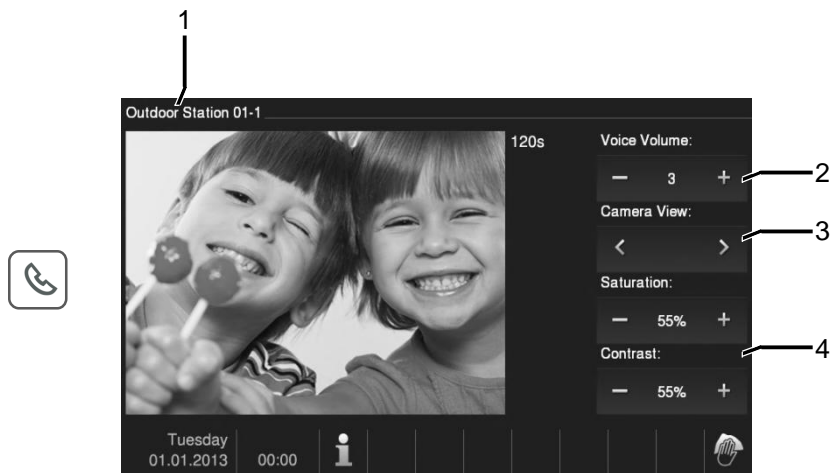 1
Outdoor Station 01-1
120s
Voice Volume:
3
2
Camera View:
3
Saturation:
55%
Contrast:
4
55%
Tuesday
01.01.2013
00:00